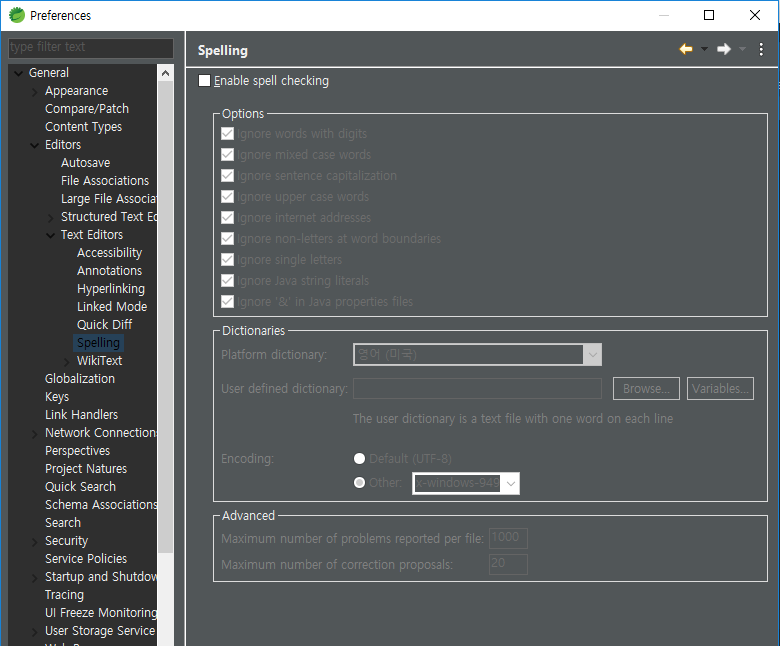 Preferences
type filter text
General
Appearance
Compare/Patch
Content Types
Editors
Autosave
File Associations
Large File Associa
Structured Text Ec
Text Editors
Accessibility
Annotations
Hyperlinking
Linked Mode
Quick Diff
Spelling
WikiText
Globalization
Keys
Link Handlers
Network Connection
Perspectives
Project Natures
Quick Search
Schema Associations
Search
Security
Service Policies
Startup and Shutdow
Tracing
UI Freeze Monitoring
User Storage Service
Spelling
Enable spell checking
Options
Ignore words with digits
Ignore mixed case words
Ignore sentence capitalization
Ignore upper case words
Ignore Internet addresses
Ignore non-letters at word boundaries
Ignore single letters
Ignore Java string literals
Ignore '&' in Java properties files
Dictionaries
Platform dictionary: 영어 (미국)
User defined dictionary: Browse... Variables...
The user dictionary is a text file with one word on each line
Encoding: Default (UTF-8)
Other: x-windows-949
Advanced
Maximum number of problems reported per file: 1000
Maximum number of correction proposals: 20